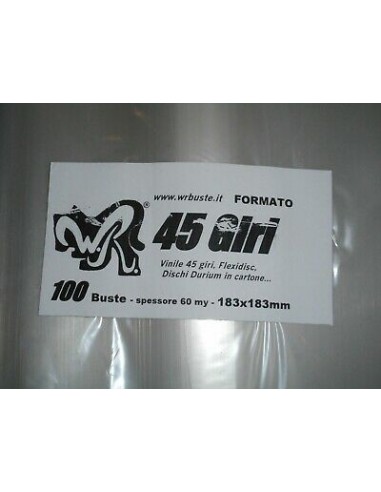 www.wrbuste.it FORMATO
WR®
45 Giri
Vinile 45 giri, Flexidisc,
Dischi Durium in cartone...
100 Buste - spessore 60 my - 183x183mm